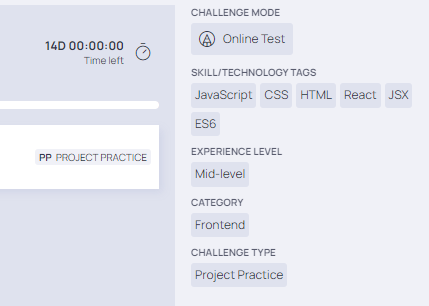 14D 00:00:00
Time left
PP PROJECT PRACTICE
CHALLENGE MODE
Online Test
SKILL/TECHNOLOGY TAGS
JavaScript CSS HTML React JSX
ES6
EXPERIENCE LEVEL
Mid-level
CATEGORY
Frontend
CHALLENGE TYPE
Project Practice